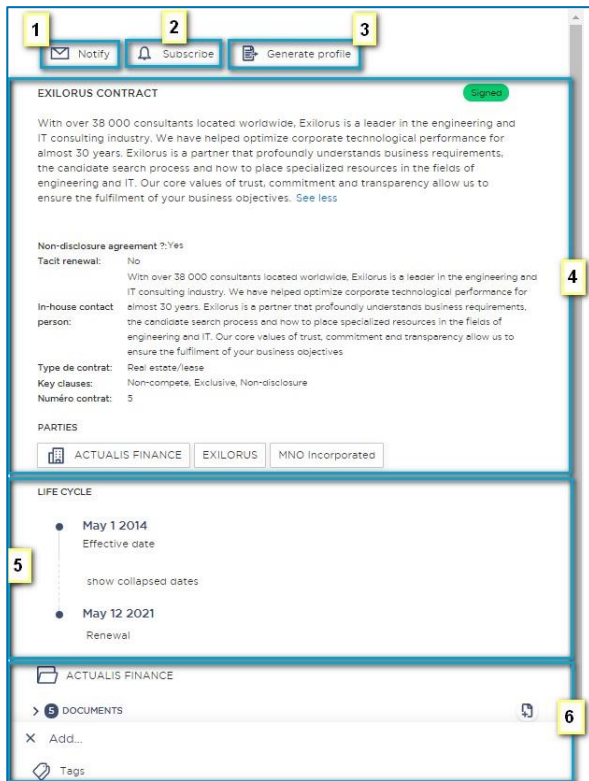 1
2
3
Notify
Subscribe
Generate profile
EXILORUS CONTRACT
Signed
With over 38 000 consultants located worldwide, Exilorus is a leader in the engineering and
IT consulting industry. We have helped optimize corporate technological performance for
almost 30 years. Exilorus is a partner that profoundly understands business requirements,
the candidate search process and how to place specialized resources in the fields of
engineering and IT. Our core values of trust, commitment and transparency allow us to
ensure the fulfilment of your business objectives. See less
4
Non-disclosure agreement ?:Yes
Tacit renewal: No
With over 38 000 consultants located worldwide, Exilorus is a leader in the engineering and
IT consulting industry. We have helped optimize corporate technological performance for
In-house contact almost 30 years. Exilorus is a partner that profoundly understands business requirements,
person: the candidate search process and how to place specialized resources in the fields of
engineering and IT. Our core values of trust, commitment and transparency allow us to
ensure the fulfilment of your business objectives
Type de contrat: Real estate/lease
Key clauses: Non-compete, Exclusive, Non-disclosure
Numéro contrat: 5
PARTIES
ACTUALIS FINANCE
EXILORUS
MNO Incorporated
LIFE CYCLE
May 1 2014
Effective date
5
show collapsed dates
May 12 2021
Renewal
ACTUALIS FINANCE
5 DOCUMENTS
6
Add...
Tags